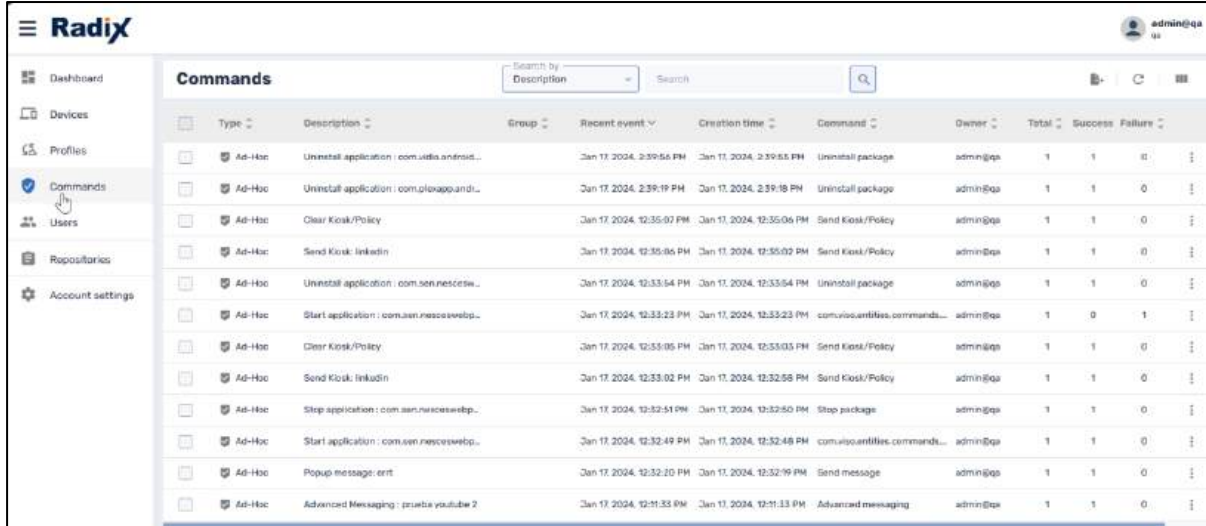 Radix
admin@qa
qa
Dashboard
Devices
Profiles
Commands
Users
Repositories
Account settings
Commands
Search by
Description
Search
Type Description Group Recent event Creation time Command Owner Total Success Failure
Ad-Hoc Uninstall application : com.vidio.android... Jan 17, 2024, 2:39:56 PM Jan 17, 2024, 2:39:55 PM Uninstall package admin@qa 1 1 0
Ad-Hoc Uninstall application : com.plexapp.andr... Jan 17, 2024, 2:39:19 PM Jan 17, 2024, 2:39:18 PM Uninstall package admin@qa 1 1 0
Ad-Hoc Clear Kiosk/Policy Jan 17, 2024, 12:35:07 PM Jan 17, 2024, 12:35:06 PM Send Kiosk/Policy admin@qa 1 1 0
Ad-Hoc Send Kiosk: linkedin Jan 17, 2024, 12:35:06 PM Jan 17, 2024, 12:35:02 PM Send Kiosk/Policy admin@qa 1 1 0
Ad-Hoc Uninstall application : Jan 17, 2024, 12:33:54 PM Jan 17, 2024, 12:33:54 PM Uninstall package admin@qa 1 1 0
Ad-Hoc Start application : Jan 17, 2024, 12:33:23 PM Jan 17, 2024, 12:33:23 PM com.viso.entities.commands... admin@qa 1 0 1
Ad-Hoc Clear Kiosk/Policy Jan 17, 2024, 12:33:05 PM Jan 17, 2024, 12:33:03 PM Send Kiosk/Policy admin@qa 1 1 0
Ad-Hoc Send Kiosk: linkedin Jan 17, 2024, 12:33:02 PM Jan 17, 2024, 12:32:58 PM Send Kiosk/Policy admin@qa 1 1 0
Ad-Hoc Stop application : Jan 17, 2024, 12:32:51 PM Jan 17, 2024, 12:32:50 PM Stop package admin@qa 1 1 0
Ad-Hoc Start application : Jan 17, 2024, 12:32:49 PM Jan 17, 2024, 12:32:48 PM com.viso.entities.commands... admin@qa 1 1 0
Ad-Hoc Popup message: errt Jan 17, 2024, 12:32:20 PM Jan 17, 2024, 12:32:19 PM Send message admin@qa 1 1 0
Ad-Hoc Advanced Messaging : prueba youtube 2 Jan 17, 2024, 12:11:33 PM Jan 17, 2024, 12:11:33 PM Advanced messaging admin@qa 1 1 0